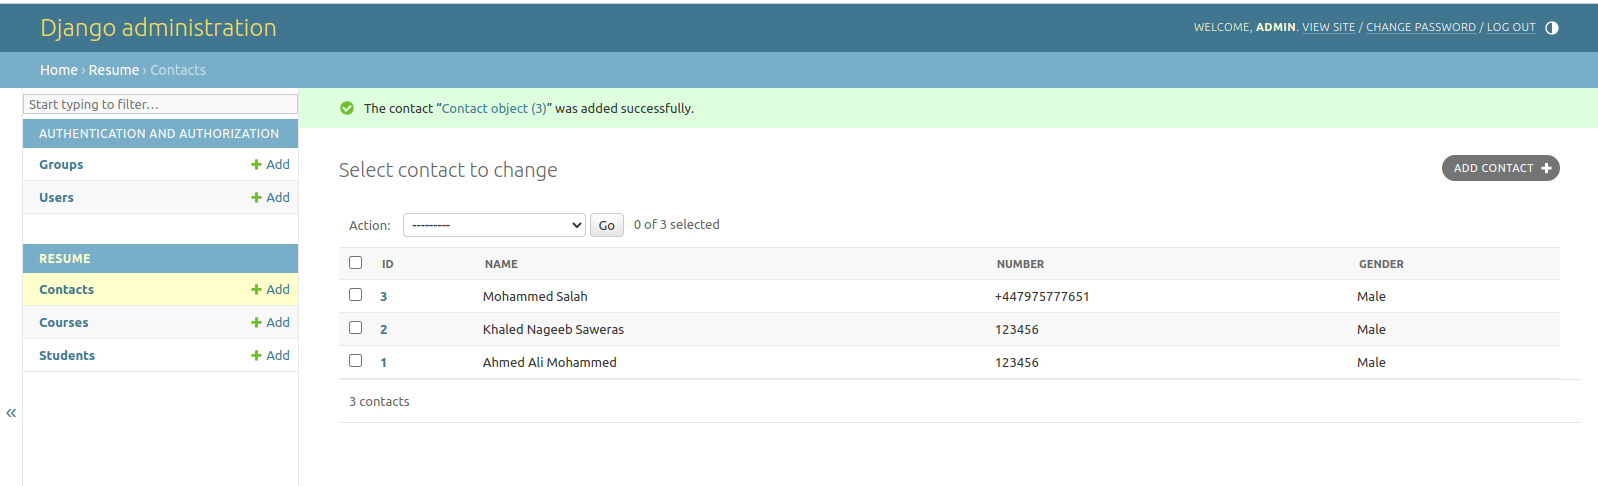 Django administration
WELCOME, ADMIN. VIEW SITE / CHANGE PASSWORD / LOG OUT
Home › Resume › Contacts
Start typing to filter...
AUTHENTICATION AND AUTHORIZATION
Groups + Add
Users + Add
RESUME
Contacts + Add
Courses + Add
Students + Add
«
The contact “Contact object (3)” was added successfully.
Select contact to change
ADD CONTACT +
Action: --------- Go 0 of 3 selected
ID NAME NUMBER GENDER
3 Mohammed Salah +447975777651 Male
2 Khaled Nageeb Saweras 123456 Male
1 Ahmed Ali Mohammed 123456 Male
3 contacts